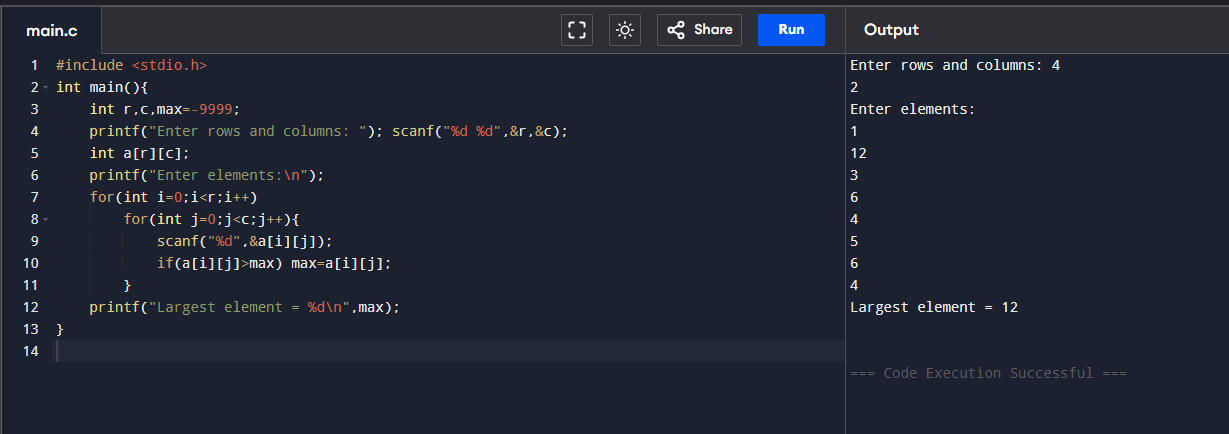 main.c
Share
Run
Output
1 #include <stdio.h>
2 int main(){
3     int r,c,max=-9999;
4     printf("Enter rows and columns: "); scanf("%d %d",&r,&c);
5     int a[r][c];
6     printf("Enter elements:\n");
7     for(int i=0;i<r;i++)
8         for(int j=0;j<c;j++){
9             scanf("%d",&a[i][j]);
10             if(a[i][j]>max) max=a[i][j];
11         }
12     printf("Largest element = %d\n",max);
13 }
14
Enter rows and columns: 4
2
Enter elements:
1
12
3
6
4
5
6
4
Largest element = 12
=== Code Execution Successful ===